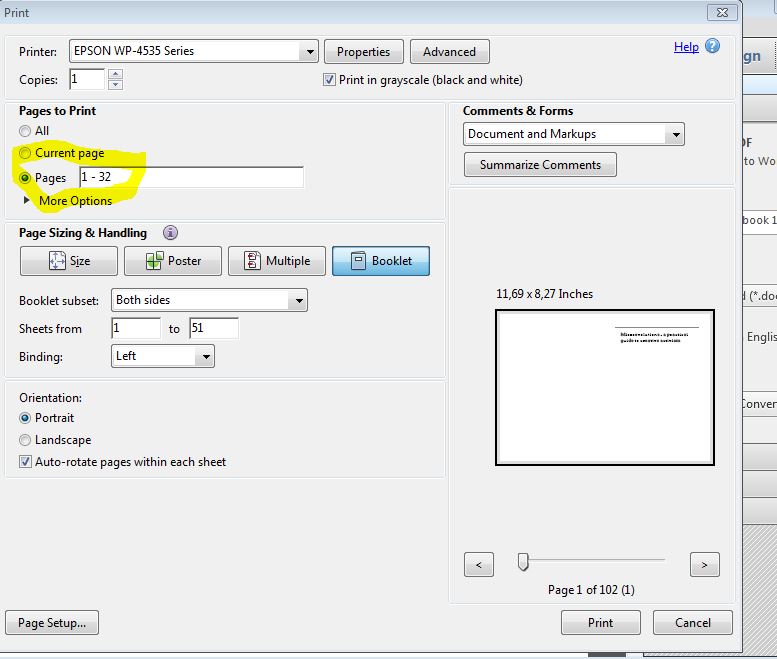 Print
Printer: EPSON WP-4535 Series Properties Advanced Help
Copies: 1 Print in grayscale (black and white)
Pages to Print
All
Current page
Pages 1 - 32
More Options
Comments & Forms
Document and Markups
Summarize Comments
Page Sizing & Handling
Size Poster Multiple Booklet
Booklet subset: Both sides
Sheets from 1 to 51
Binding: Left
Orientation:
Portrait
Landscape
Auto-rotate pages within each sheet
11,69 x 8,27 Inches
< >
Page 1 of 102 (1)
Page Setup... Print Cancel
gn
DF
to Wo
book 1
d (*.do
Englis
Conver